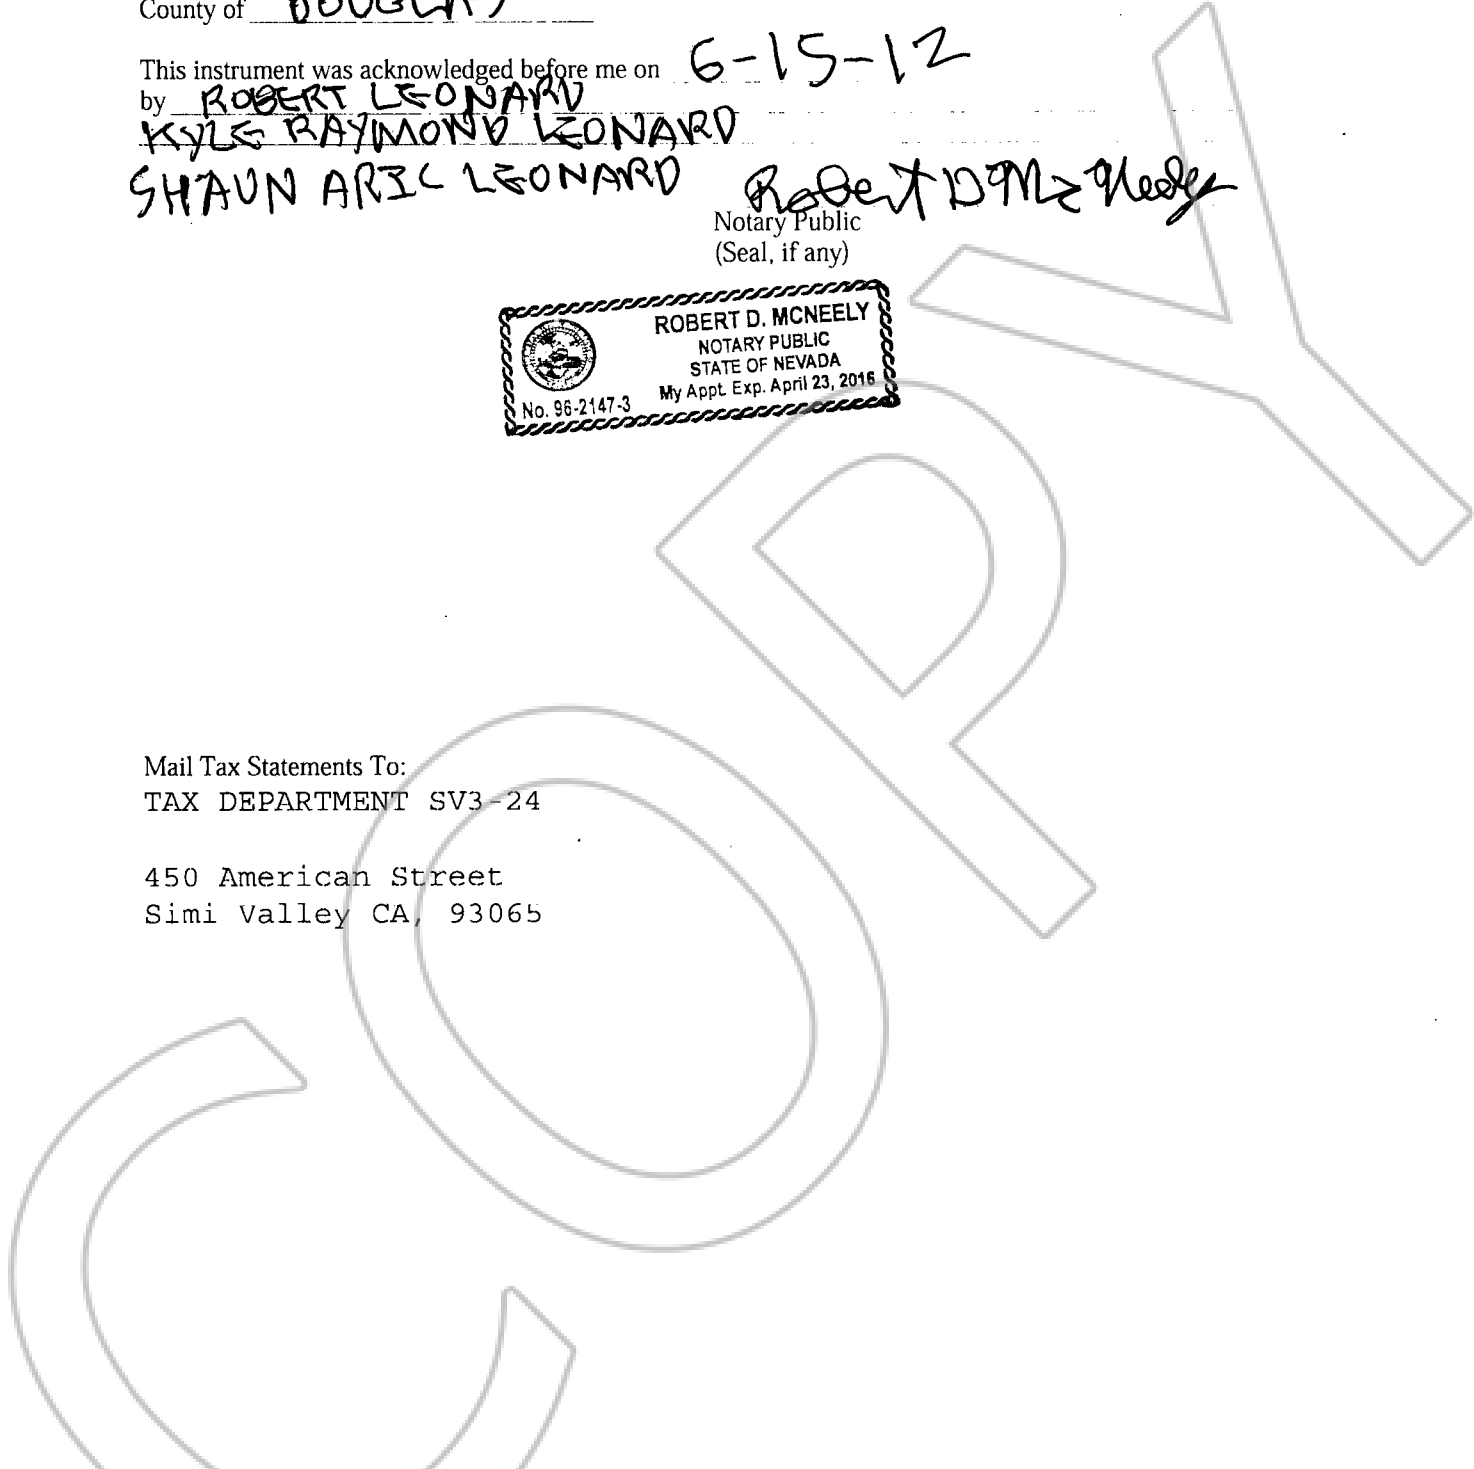 County of DOUGLAS
This instrument was acknowledged before me on 6-15-12
by ROBERT LEONARD
KYLE RAYMOND LEONARD
SHAUN ARIC LEONARD Robert D McNeely
Notary Public
(Seal, if any)
ROBERT D. MCNEELY
NOTARY PUBLIC
STATE OF NEVADA
My Appt. Exp. April 23, 2016
No. 96-2147-3
Mail Tax Statements To:
TAX DEPARTMENT SV3-24
450 American Street
Simi Valley CA, 93065
COPY